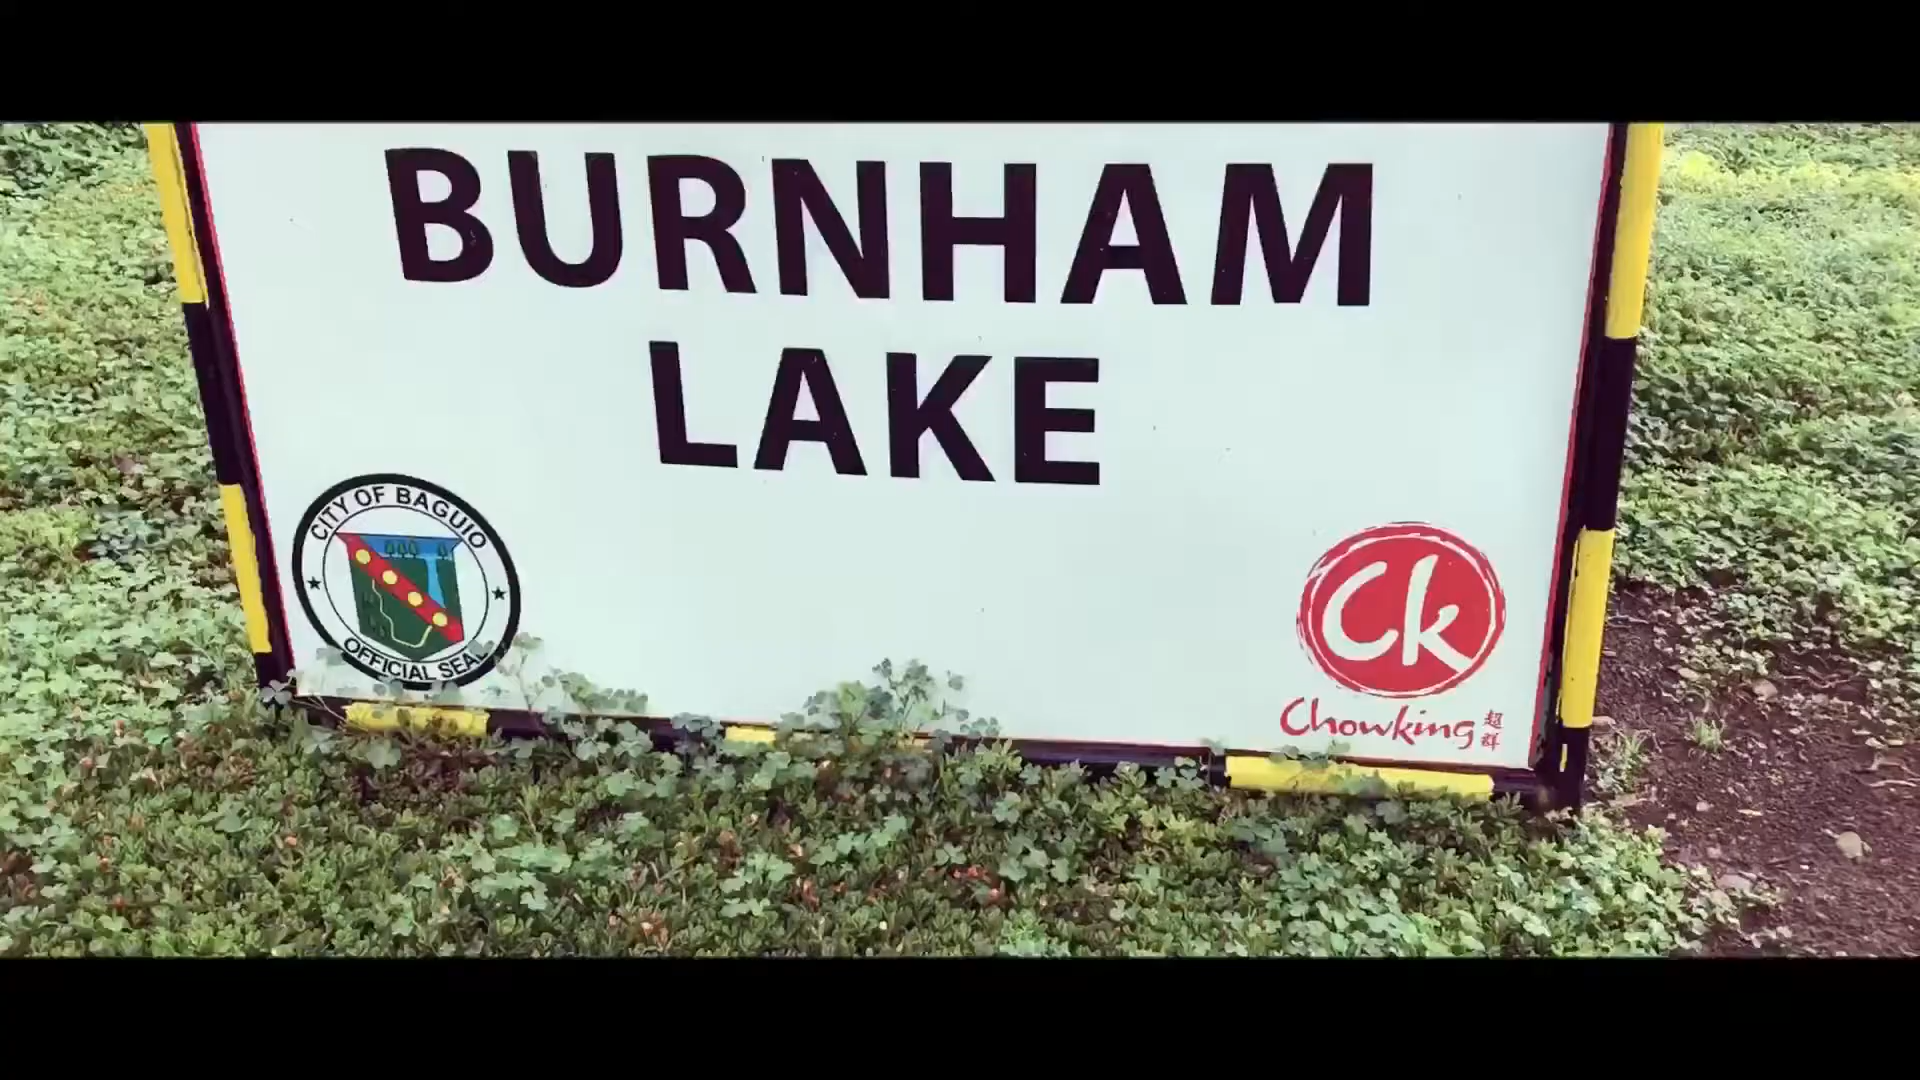 BURNHAM
LAKE
CITY OF BAGUIO
OFFICIAL SEAL
Ck
Chowking 超群